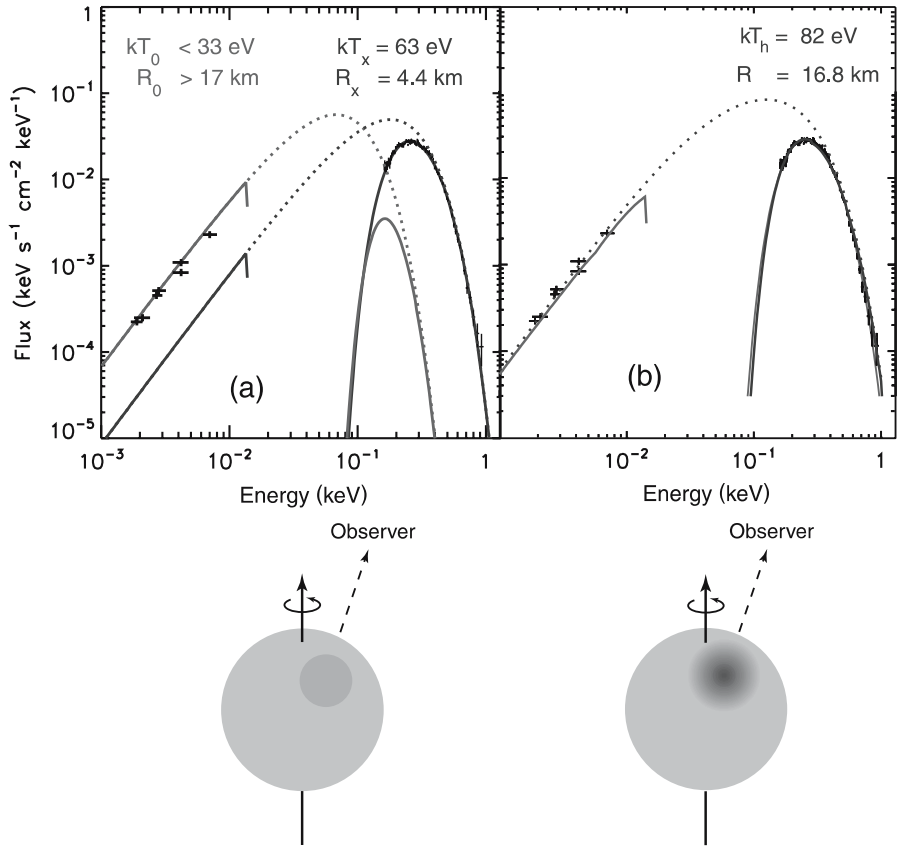 kT₀ < 33 eV
R₀ > 17 km
kTₓ = 63 eV
Rₓ = 4.4 km
kTₕ = 82 eV
R = 16.8 km
1
10⁻¹
10⁻²
10⁻³
10⁻⁴
10⁻⁵
Flux (keV s⁻¹ cm⁻² keV⁻¹)
(a)
(b)
10⁻³
10⁻²
10⁻¹
1
10⁻²
10⁻¹
1
Energy (keV)
Energy (keV)
Observer
Observer